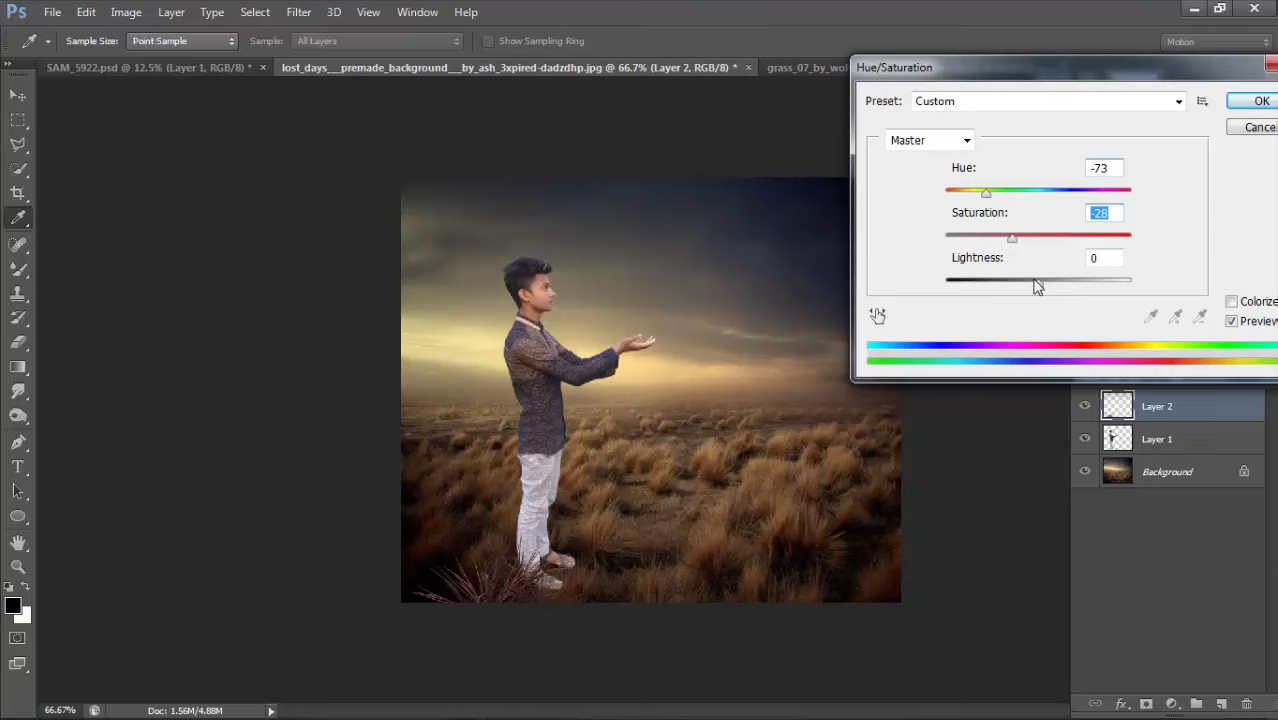 Ps File Edit Image Layer Type Select Filter 3D View Window Help
Sample Size: Point Sample Sample: All Layers Show Sampling Ring Motion
SAM_5922.psd @ 12.5% (Layer 1, RGB/8) * × lost_days___premade_background___by_ash_3xpired-dadzdhp.jpg @ 66.7% (Layer 2, RGB/8) * × grass_07_by_wol
Hue/Saturation
Preset: Custom OK
Cancel
Master
Hue: -73
Saturation: -28
Lightness: 0
Colorize
Preview
Layer 2
Layer 1
Background
66.67% Doc: 1.56M/4.88M